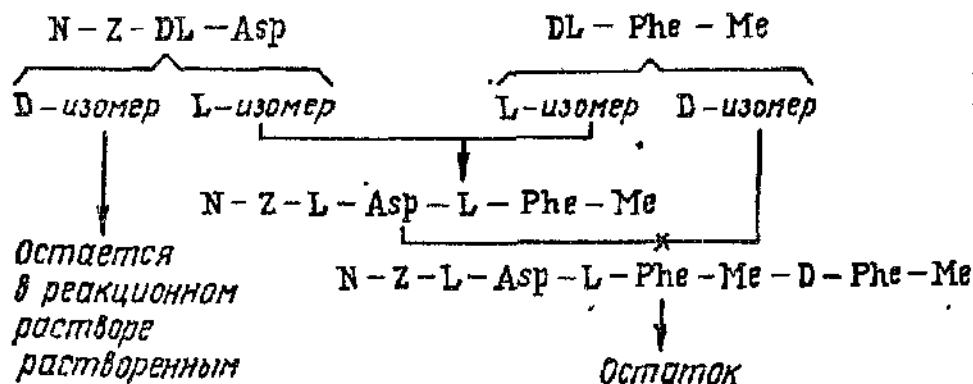 N – Z – DL – Asp DL – Phe – Me
D – изомер L – изомер L – изомер D – изомер
N – Z – L – Asp – L – Phe – Me
Остается
в реакционном
растворе
растворенным
N – Z – L – Asp – L – Phe – Me – D – Phe – Me
Остаток